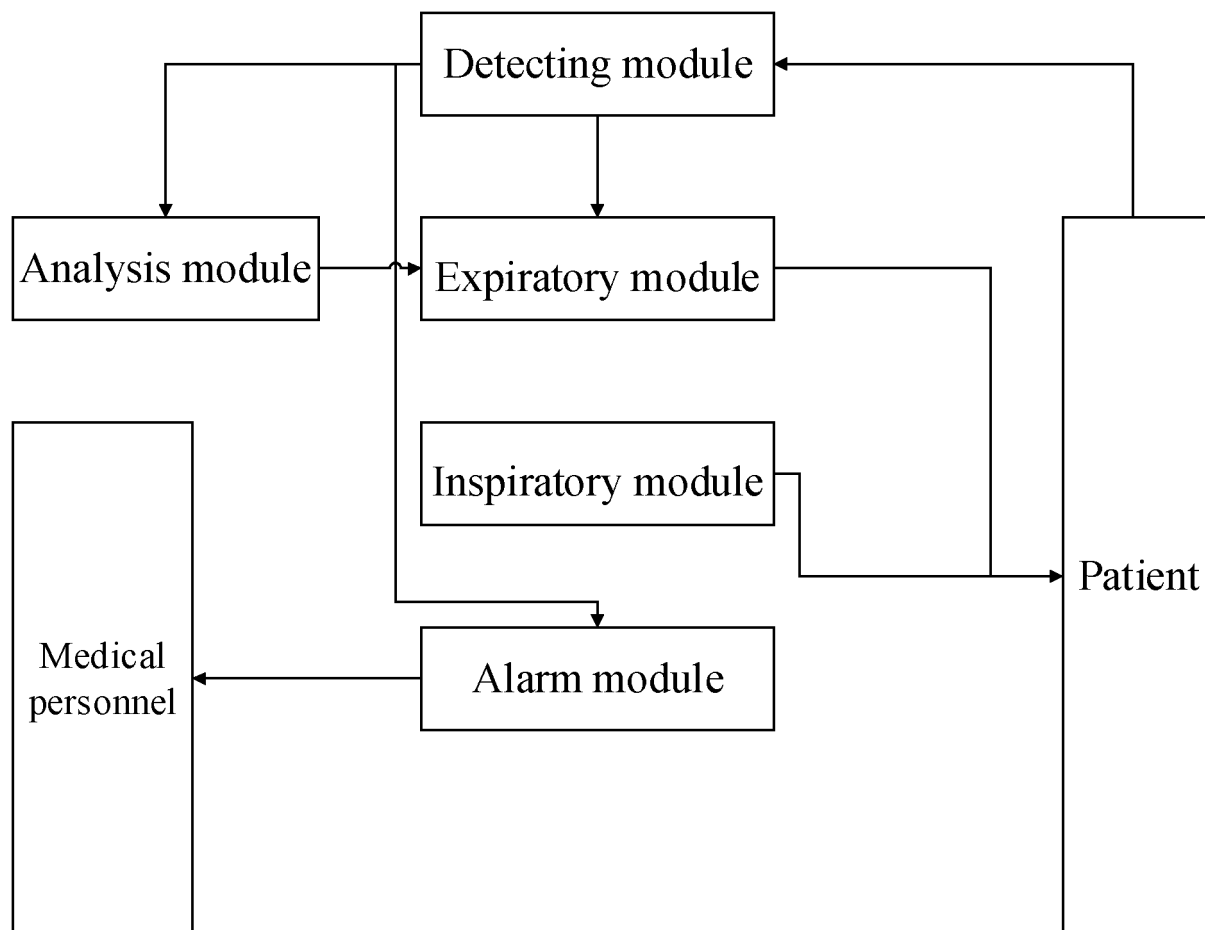 Detecting module
Analysis module
Expiratory module
Inspiratory module
Patient
Medical
personnel
Alarm module